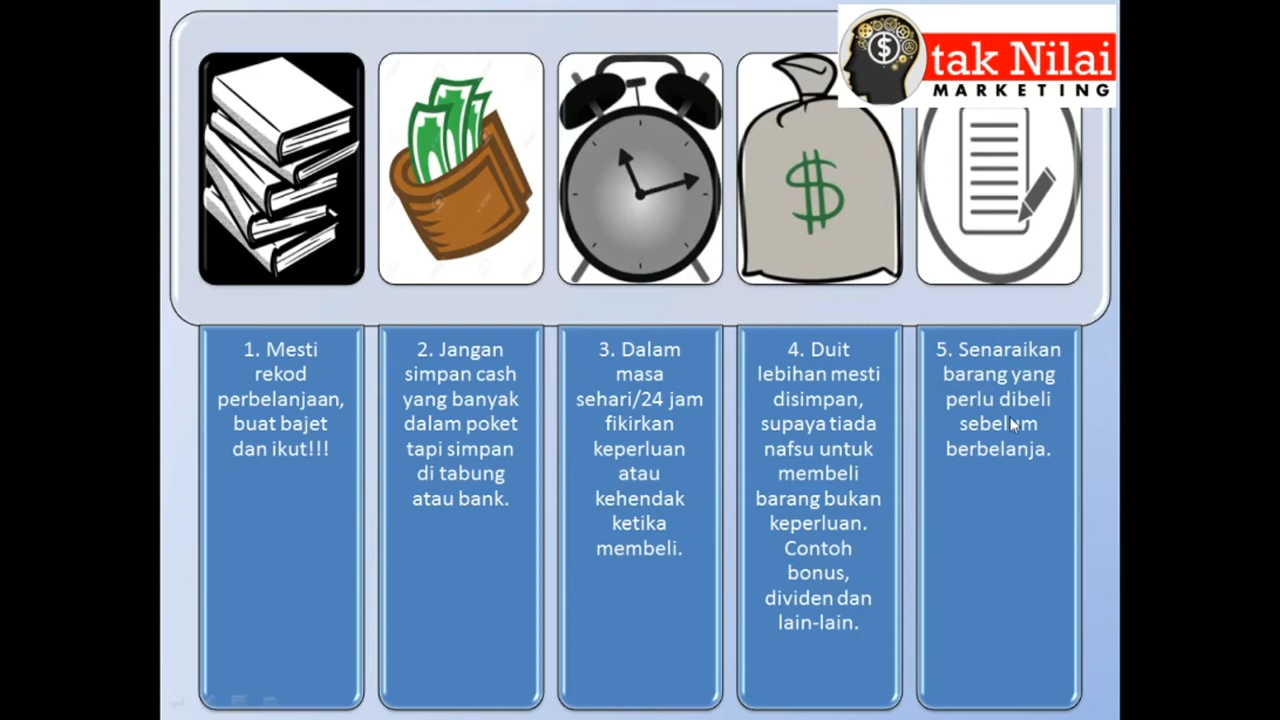 tak Nilai
MARKETING
$
$
1. Mesti
rekod
perbelanjaan,
buat bajet
dan ikut!!!
2. Jangan
simpan cash
yang banyak
dalam poket
tapi simpan
di tabung
atau bank.
3. Dalam
masa
sehari/24 jam
fikirkan
keperluan
atau
kehendak
ketika
membeli.
4. Duit
lebihan mesti
disimpan,
supaya tiada
nafsu untuk
membeli
barang bukan
keperluan.
Contoh
bonus,
dividen dan
lain-lain.
5. Senaraikan
barang yang
perlu dibeli
sebelum
berbelanja.